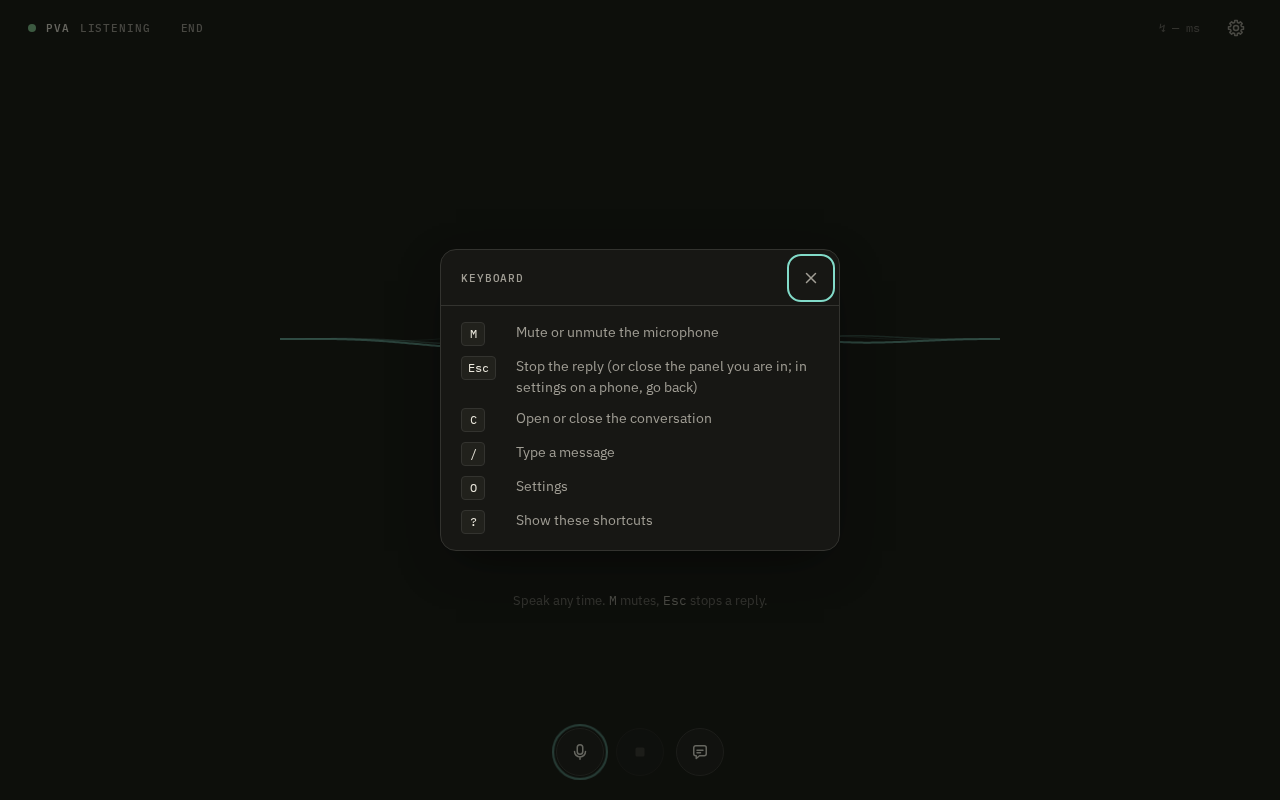 PVA LISTENING END
— ms
KEYBOARD
M Mute or unmute the microphone
Esc Stop the reply (or close the panel you are in; in
settings on a phone, go back)
C Open or close the conversation
/ Type a message
O Settings
? Show these shortcuts
Speak any time. M mutes, Esc stops a reply.